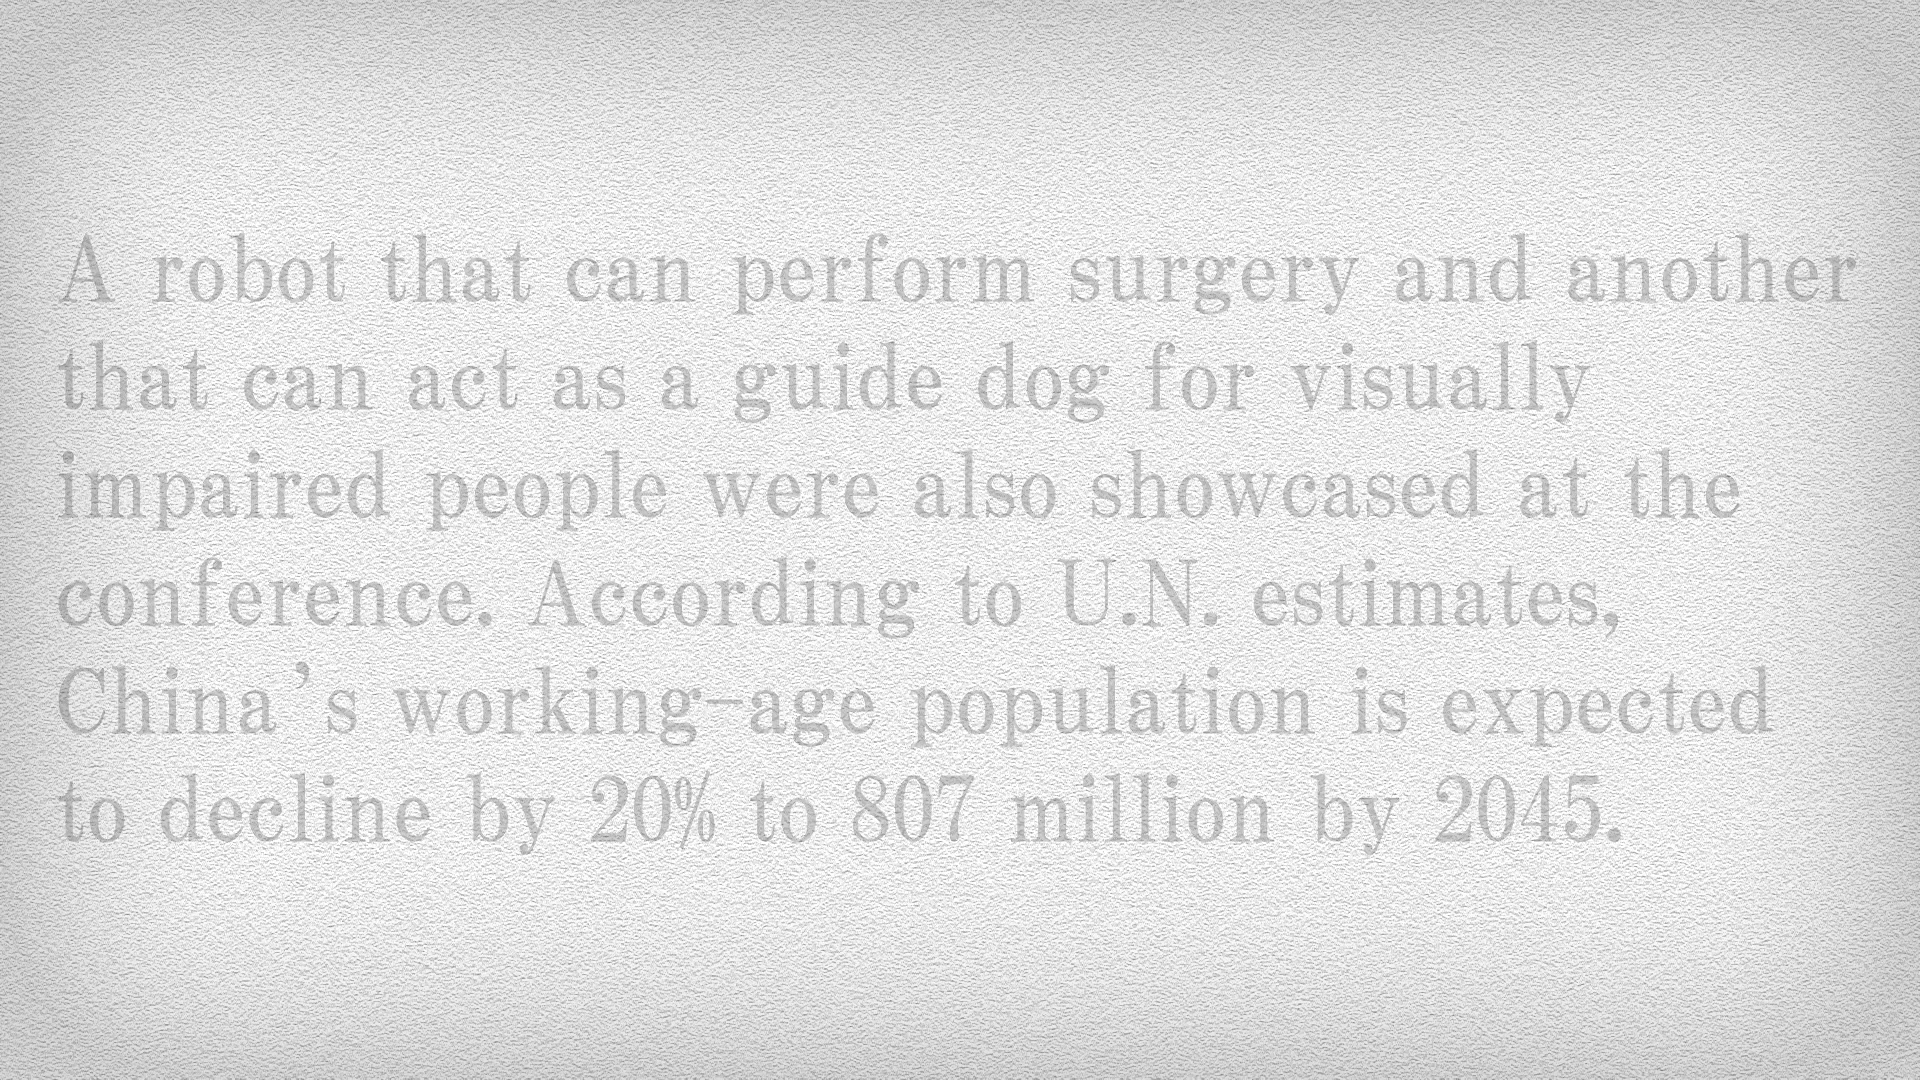 A robot that can perform surgery and another
that can act as a guide dog for visually
impaired people were also showcased at the
conference. According to U.N. estimates,
China’s working-age population is expected
to decline by 20% to 807 million by 2045.